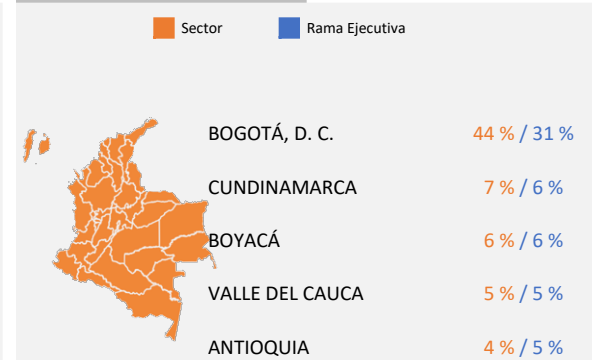 Sector Rama Ejecutiva
BOGOTÁ, D. C. 44 % / 31 %
CUNDINAMARCA 7 % / 6 %
BOYACÁ 6 % / 6 %
VALLE DEL CAUCA 5 % / 5 %
ANTIOQUIA 4 % / 5 %